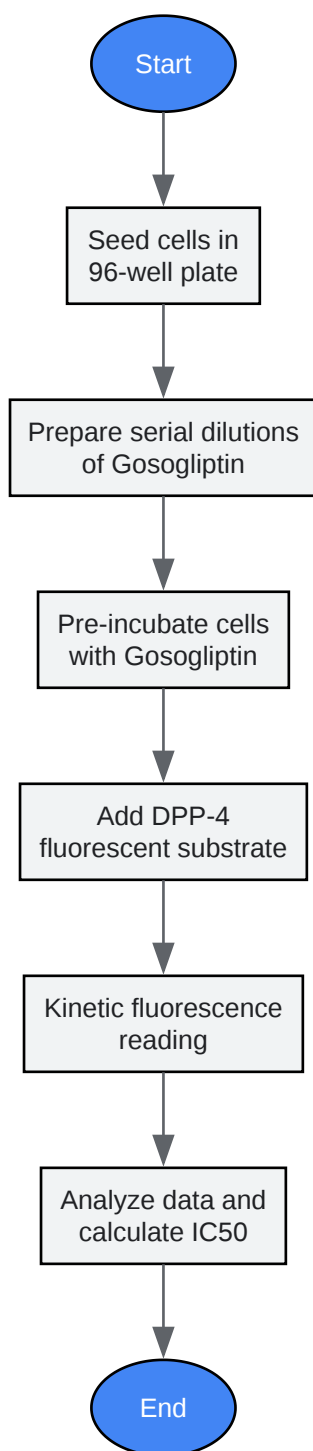 Start
Seed cells in
96-well plate
Prepare serial dilutions
of Gosogliptin
Pre-incubate cells
with Gosogliptin
Add DPP-4
fluorescent substrate
Kinetic fluorescence
reading
Analyze data and
calculate IC50
End